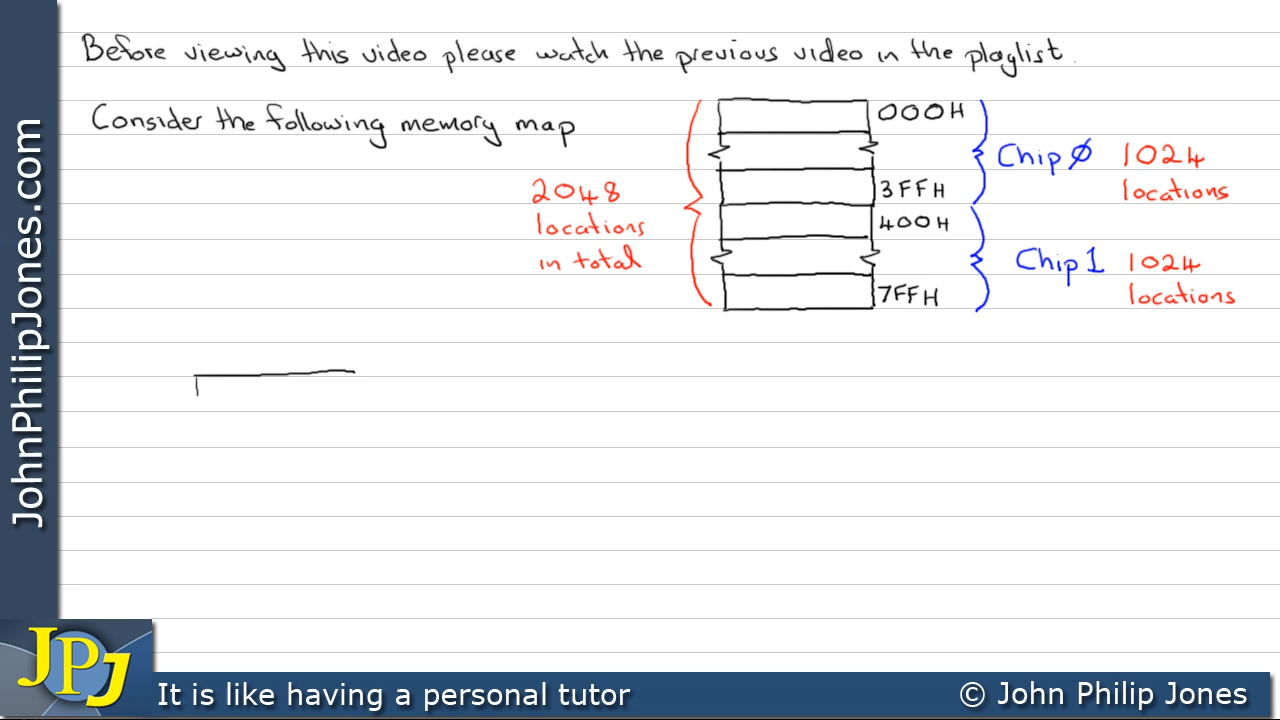 Before viewing this video please watch the previous video in the playlist.
Consider the following memory map
000H
Chip 0 1024
locations
2048
locations
in total
3FFH
400H
Chip 1 1024
locations
7FFH
JohnPhilipJones.com
JPJ
It is like having a personal tutor
© John Philip Jones